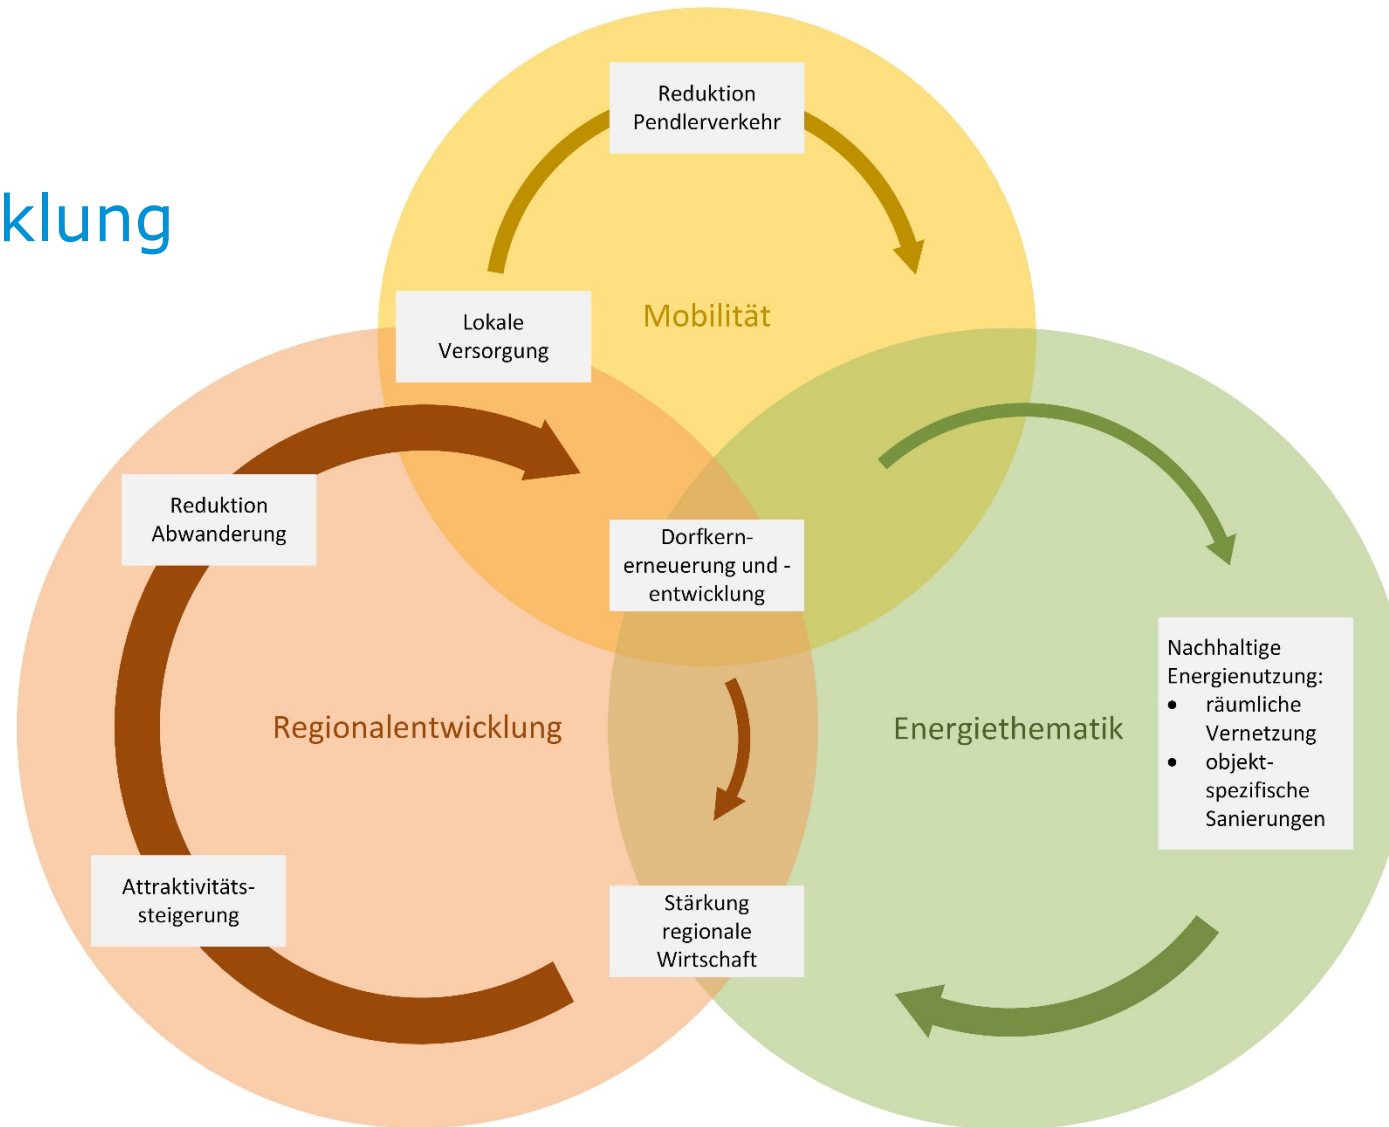 klung
Reduktion
Pendlerverkehr
Lokale
Versorgung
Mobilität
Reduktion
Abwanderung
Dorfkern-
erneuerung und -
entwicklung
Regionalentwicklung
Energiethematik
Nachhaltige
Energienutzung:
• räumliche
Vernetzung
• objekt-
spezifische
Sanierungen
Attraktivitäts-
steigerung
Stärkung
regionale
Wirtschaft